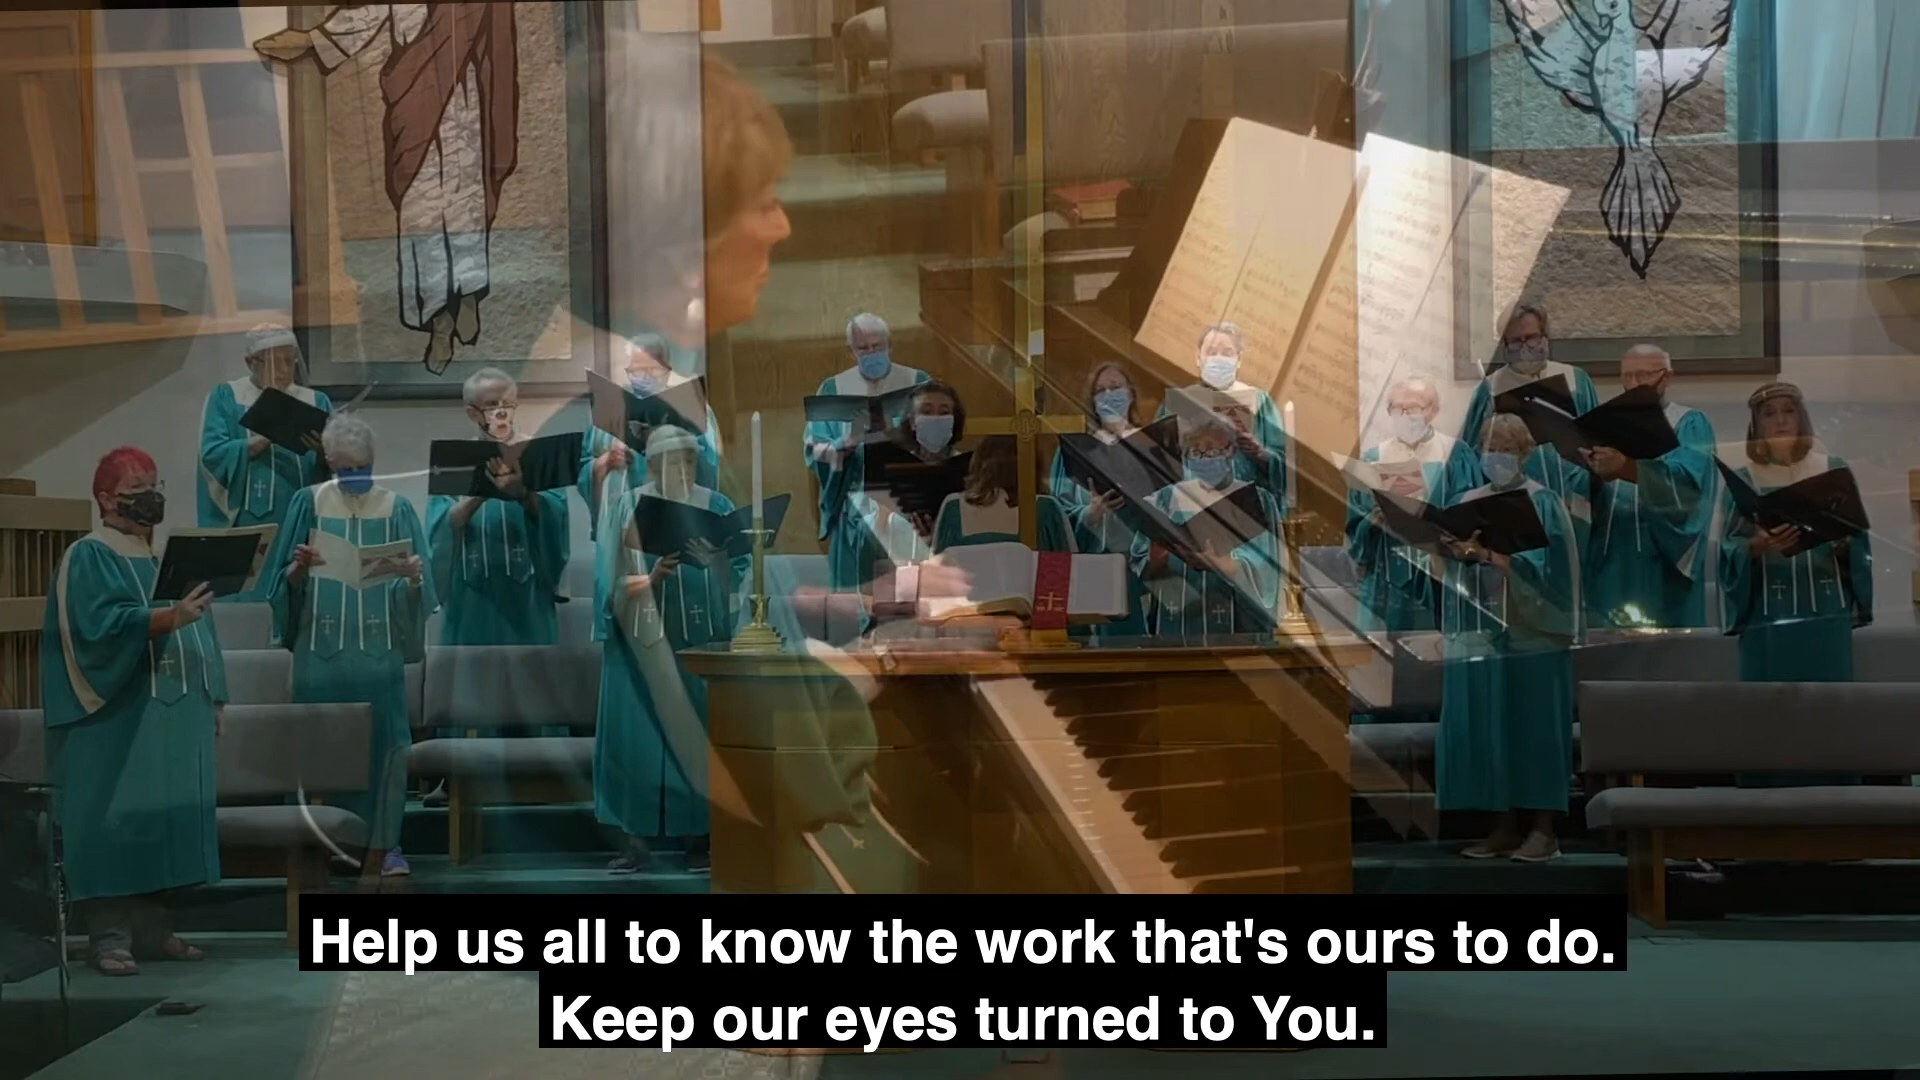 Help us all to know the work that's ours to do.
Keep our eyes turned to You.